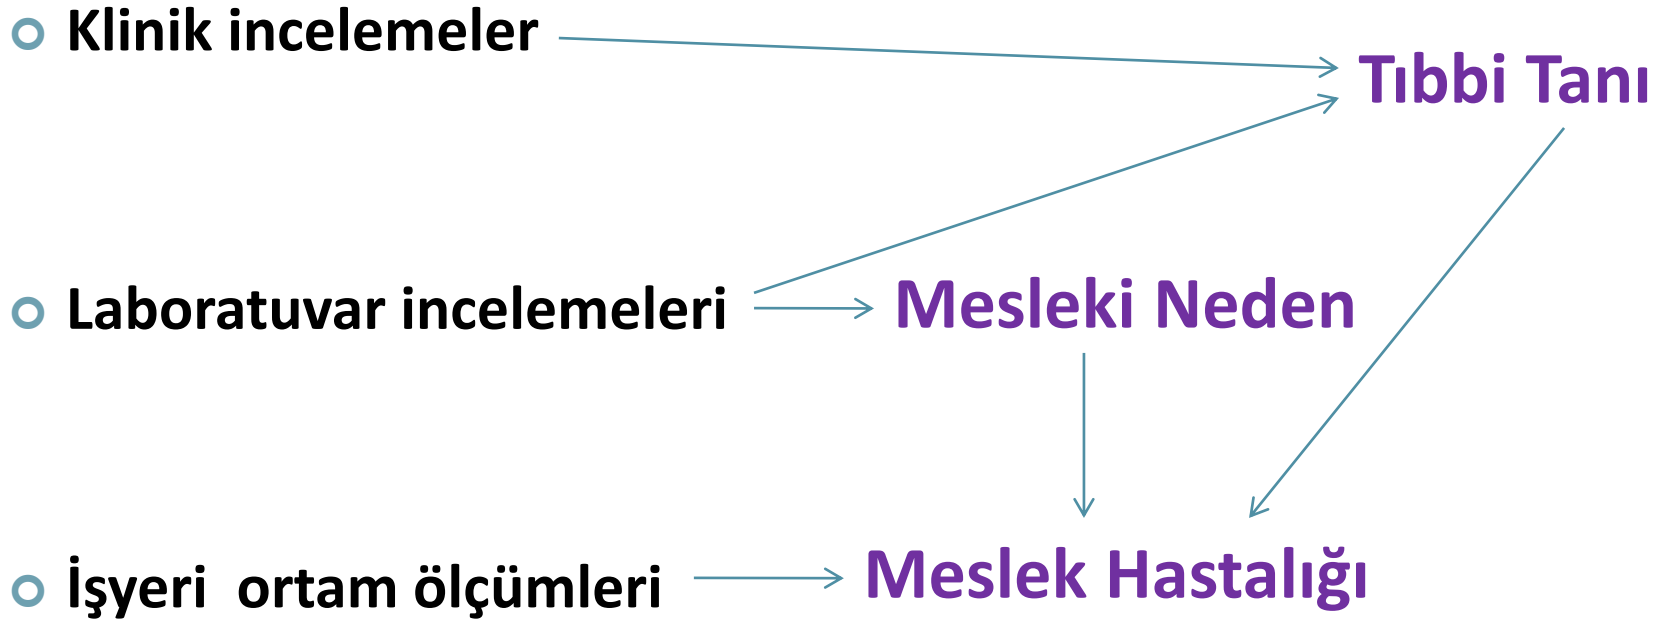 Klinik incelemeler
Tıbbi Tanı
Laboratuvar incelemeleri
Mesleki Neden
İşyeri  ortam ölçümleri
Meslek Hastalığı